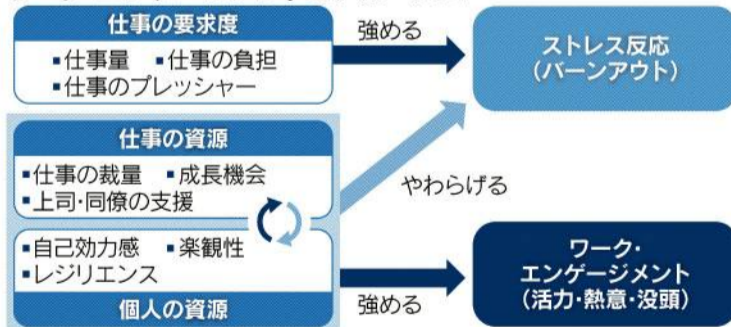 仕事の要求度
▪仕事量 ▪仕事の負担
▪仕事のプレッシャー
強める
ストレス反応
(バーンアウト)
仕事の資源
▪仕事の裁量 ▪成長機会
▪上司・同僚の支援
やわらげる
▪自己効力感 ▪楽観性
▪レジリエンス
個人の資源
強める
ワーク・
エンゲージメント
(活力・熱意・没頭)